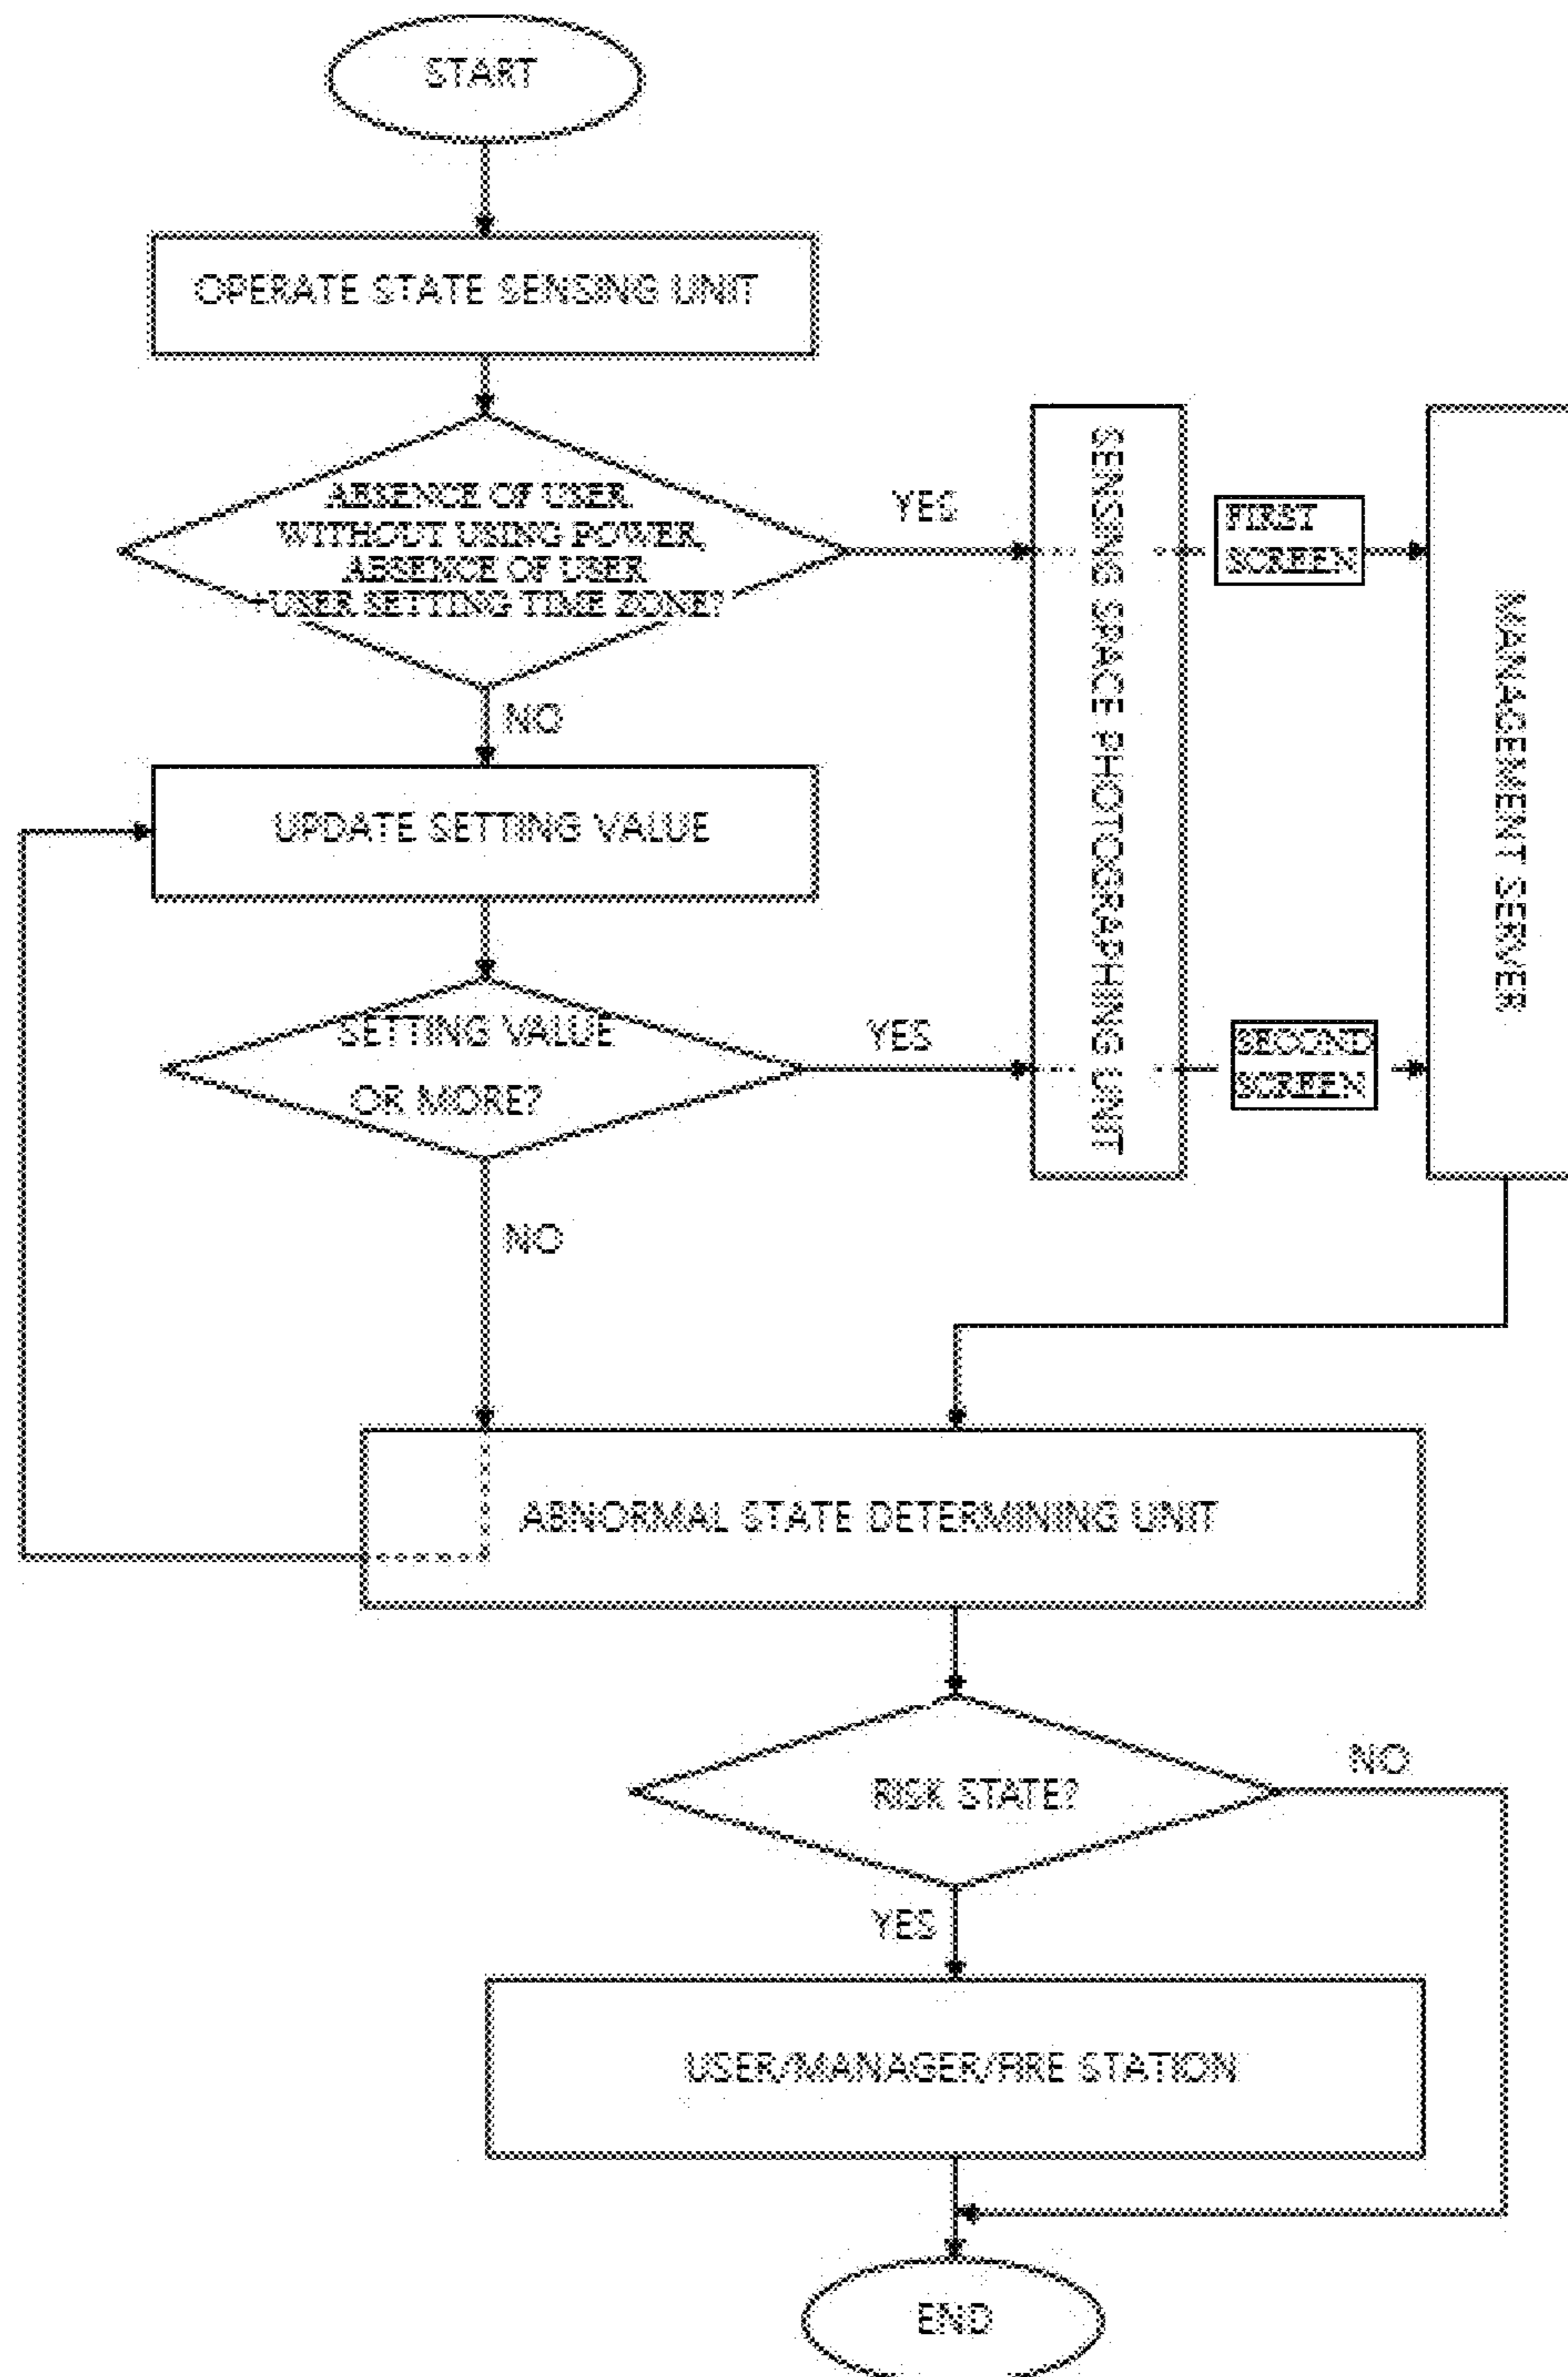 START
OPERATE STATE SENSING UNIT
ABSENCE OF USER
WITHOUT USING POWER,
ABSENCE OF USER
+USER SETTING TIME ZONE?
YES
SENSING SPACE PHOTOGRAPHING UNIT
FIRST
SCREEN
MANAGEMENT SERVER
NO
UPDATE SETTING VALUE
SETTING VALUE
OR MORE?
YES
SECOND
SCREEN
NO
ABNORMAL STATE DETERMINING UNIT
RISK STATE?
NO
YES
USER/MANAGER/FIRE STATION
END